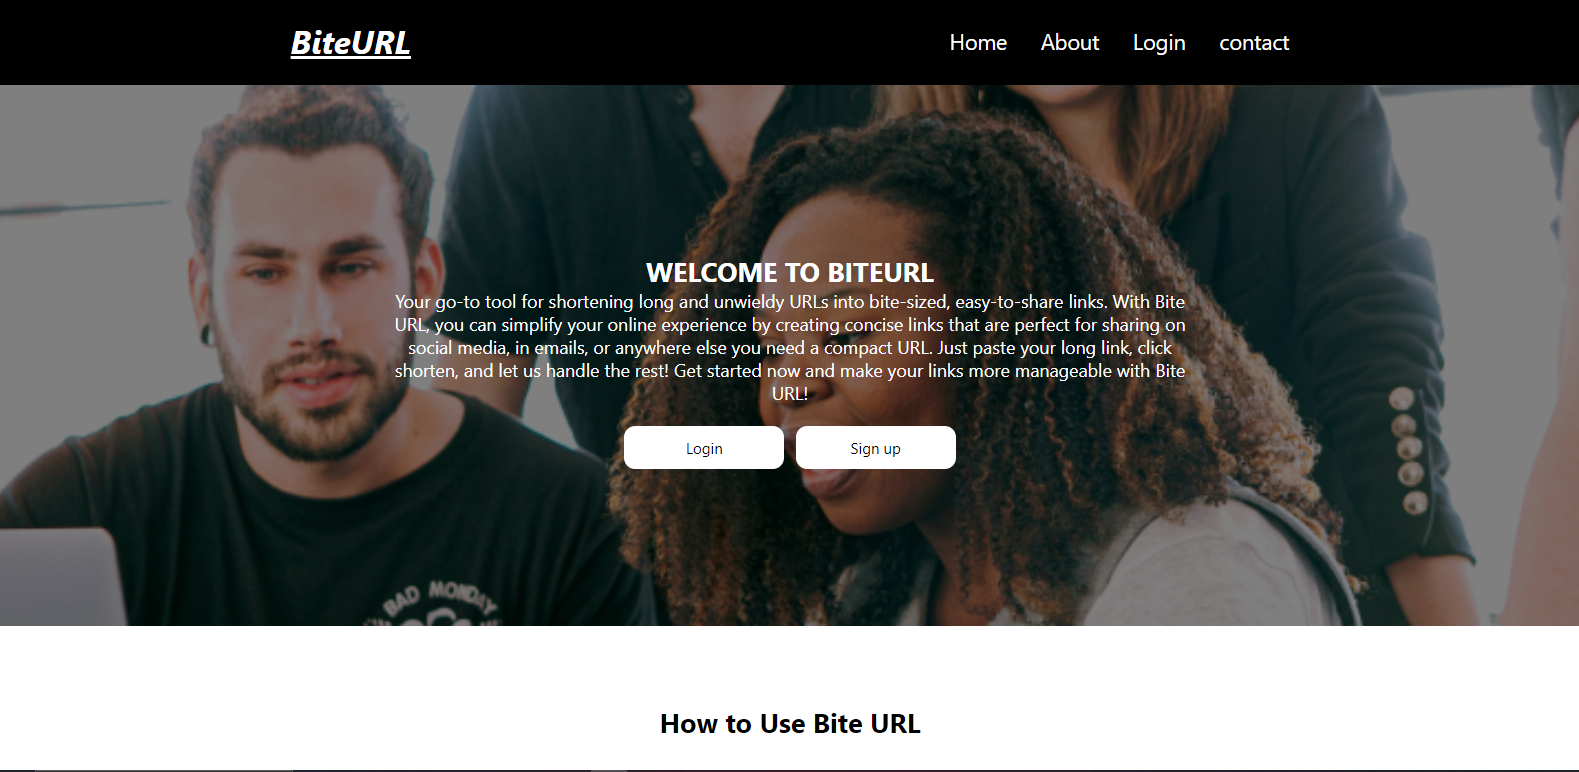 BiteURL
Home About Login contact
WELCOME TO BITEURL
Your go-to tool for shortening long and unwieldy URLs into bite-sized, easy-to-share links. With Bite
URL, you can simplify your online experience by creating concise links that are perfect for sharing on
social media, in emails, or anywhere else you need a compact URL. Just paste your long link, click
shorten, and let us handle the rest! Get started now and make your links more manageable with Bite
URL!
Login Sign up
BAD MONDAY
How to Use Bite URL